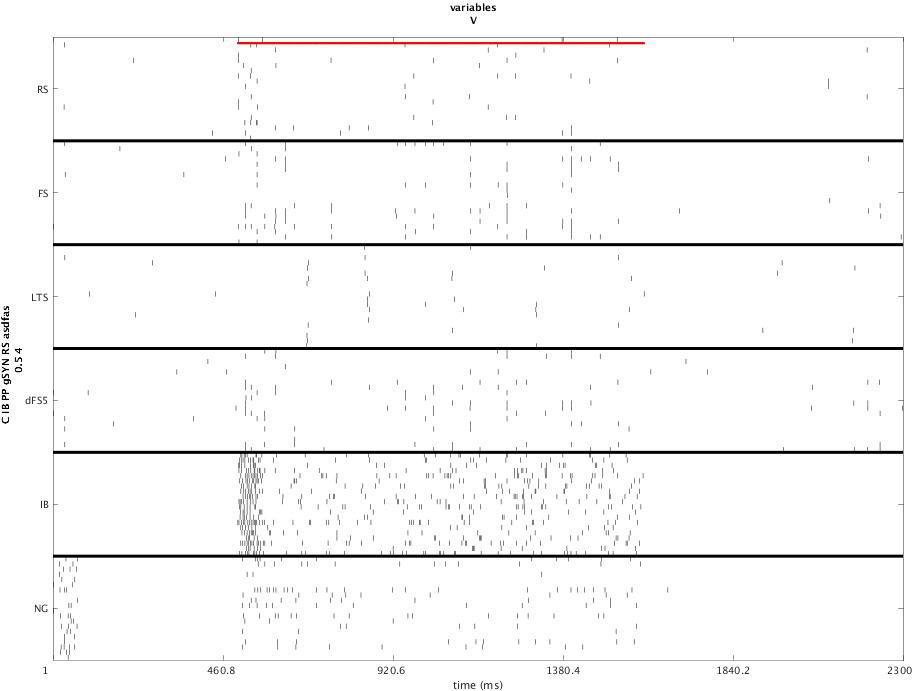 variables
V
RS
FS
LTS
dFS5
IB
NG
C IB PP gSYN RS asdfas
0.5 4
1 460.8 920.6 1380.4 1840.2 2300
time (ms)